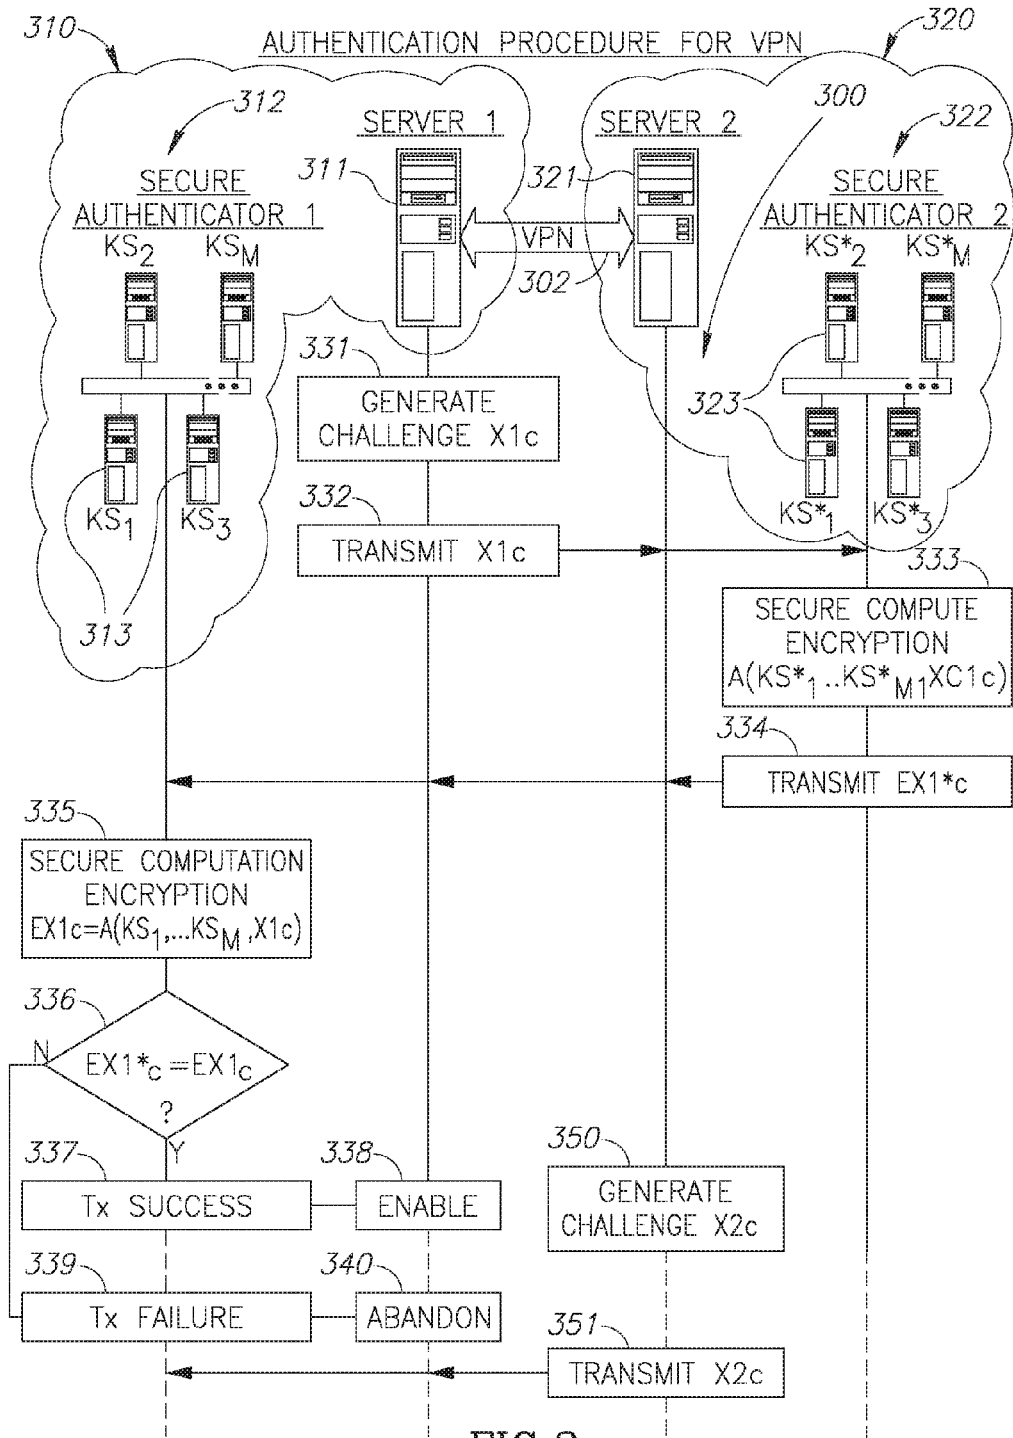 310
AUTHENTICATION PROCEDURE FOR VPN
320
312
SERVER 1
SERVER 2
300
322
311
321
SECURE
AUTHENTICATOR 1
SECURE
AUTHENTICATOR 2
VPN
302
KS2
KSM
KS*2
KS*M
331
GENERATE
CHALLENGE X1c
323
KS1
KS3
KS*1
KS*3
332
TRANSMIT X1c
313
333
SECURE COMPUTE
ENCRYPTION
A(KS*1..KS*M1XC1c)
334
TRANSMIT EX1*c
335
SECURE COMPUTATION
ENCRYPTION
EX1c=A(KS1,...KSM,X1c)
336
N
EX1*c=EX1c
?
Y
337
Tx SUCCESS
338
ENABLE
350
GENERATE
CHALLENGE X2c
339
Tx FAILURE
340
ABANDON
351
TRANSMIT X2c